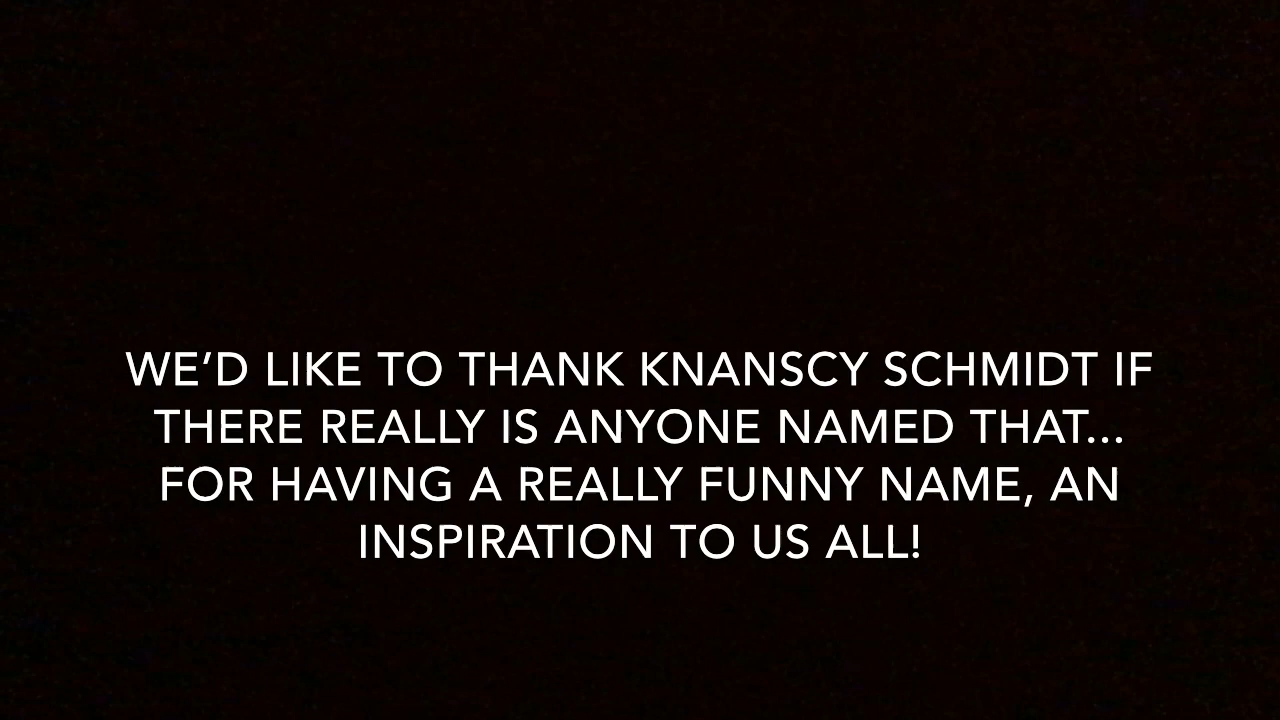 WE’D LIKE TO THANK KNANSCY SCHMIDT IF
THERE REALLY IS ANYONE NAMED THAT...
FOR HAVING A REALLY FUNNY NAME, AN
INSPIRATION TO US ALL!